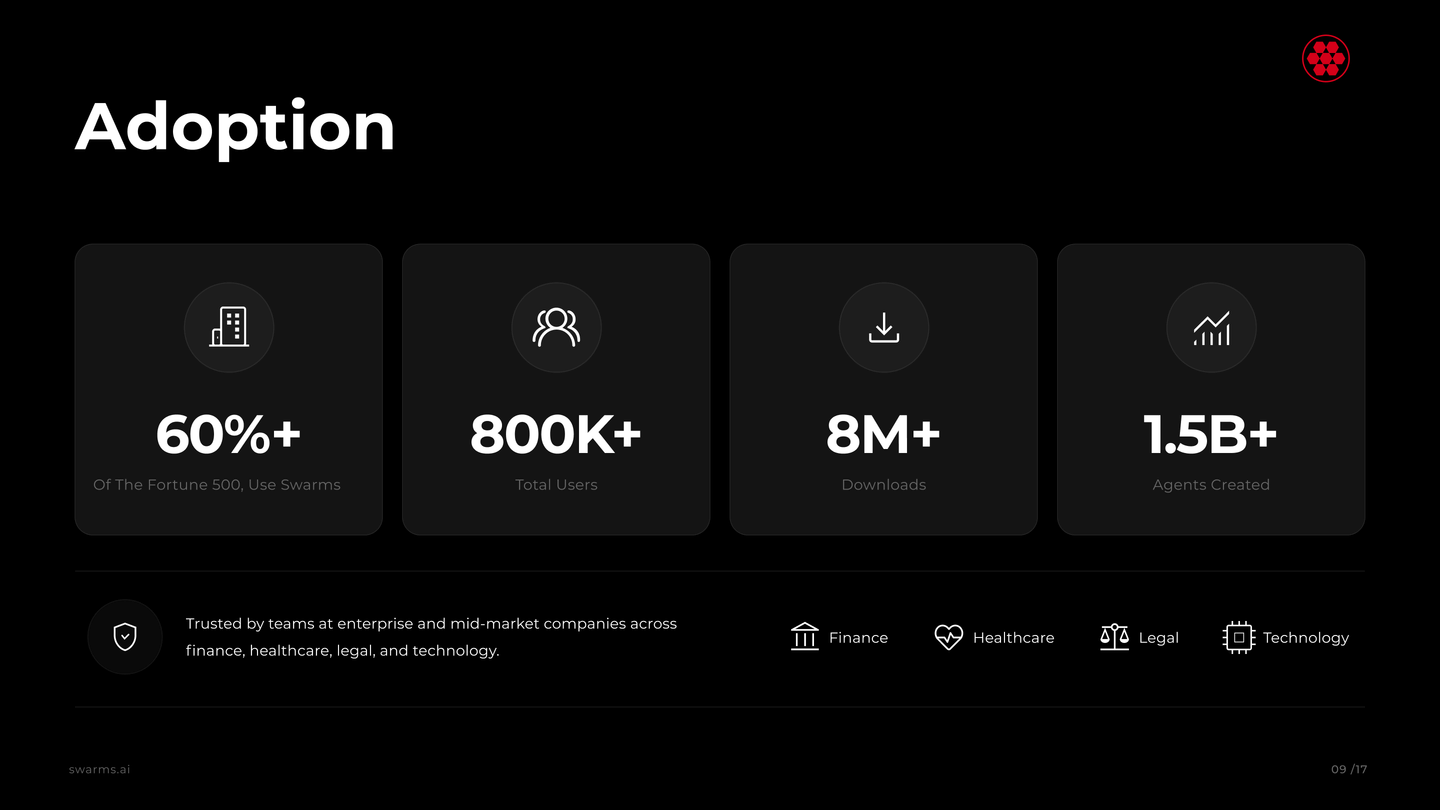 Adoption
60%+
Of The Fortune 500, Use Swarms
800K+
Total Users
8M+
Downloads
1.5B+
Agents Created
Trusted by teams at enterprise and mid-market companies across
finance, healthcare, legal, and technology.
Finance
Healthcare
Legal
Technology
swarms.ai
09 /17